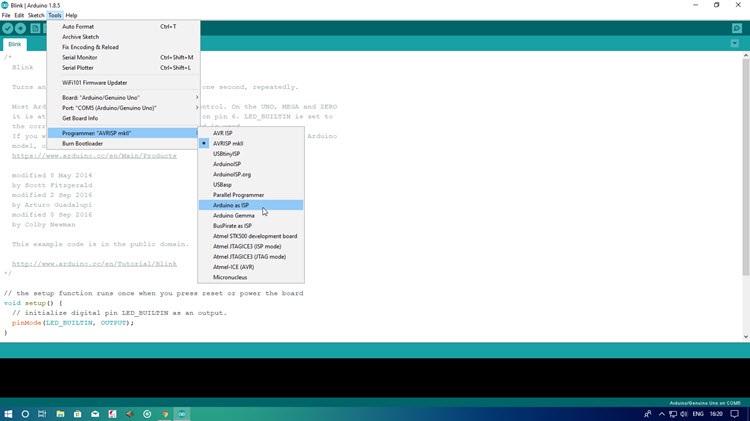 Blink | Arduino 1.8.5
File Edit Sketch Tools Help
Blink
Auto Format Ctrl+T
Archive Sketch
Fix Encoding & Reload
Serial Monitor Ctrl+Shift+M
Serial Plotter Ctrl+Shift+L
WiFi101 Firmware Updater
Board: "Arduino/Genuino Uno"
Port: "COM5 (Arduino/Genuino Uno)"
Get Board Info
Programmer: "AVRISP mkII"
Burn Bootloader
AVR ISP
AVRISP mkII
USBtinyISP
ArduinoISP
ArduinoISP.org
USBasp
Parallel Programmer
Arduino as ISP
Arduino Gemma
BusPirate as ISP
Atmel STK500 development board
Atmel JTAGICE3 (ISP mode)
Atmel JTAGICE3 (JTAG mode)
Atmel-ICE (AVR)
Micronucleus
/*
Blink
Turns an one second, repeatedly.
Most Ard trol. On the UNO, MEGA and ZERO
it is at on pin 6. LED_BUILTIN is set to
the corr
If you w Arduino
model, c
https://www.arduino.cc/en/Main/Products
modified 8 May 2014
by Scott Fitzgerald
modified 2 Sep 2016
by Arturo Guadalupi
modified 8 Sep 2016
by Colby Newman
This example code is in the public domain.
http://www.arduino.cc/en/Tutorial/Blink
*/
// the setup function runs once when you press reset or power the board
void setup() {
// initialize digital pin LED_BUILTIN as an output.
pinMode(LED_BUILTIN, OUTPUT);
}
Arduino/Genuino Uno on COM5
ENG 16:20